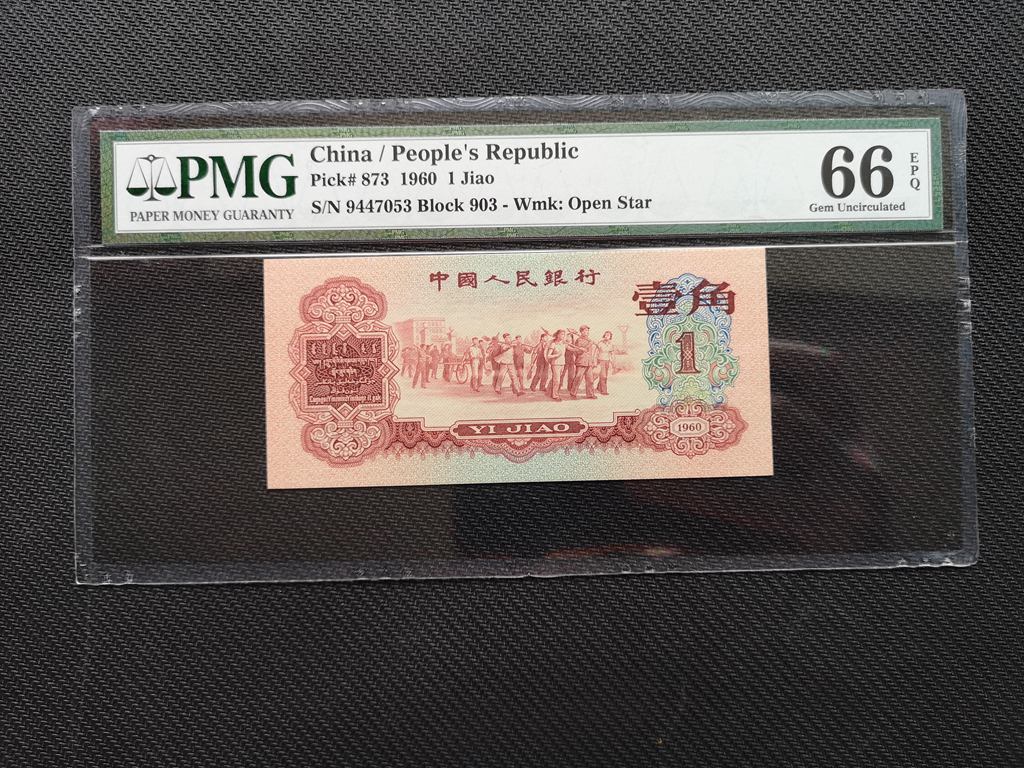 PMG
PAPER MONEY GUARANTY
China / People's Republic
Pick# 873 1960 1 Jiao
S/N 9447053 Block 903 - Wmk: Open Star
66 EPQ
Gem Uncirculated
中國人民銀行
壹角
1
YI JIAO
1960